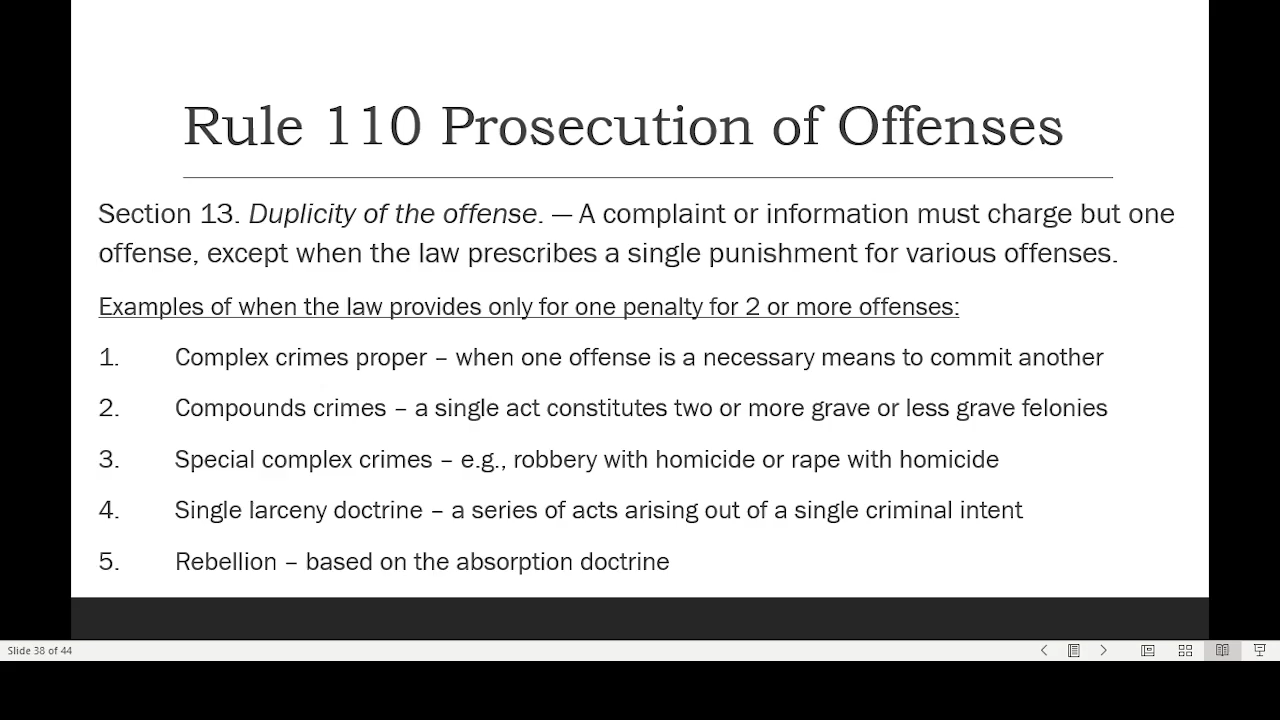 Rule 110 Prosecution of Offenses
Section 13. Duplicity of the offense. — A complaint or information must charge but one
offense, except when the law prescribes a single punishment for various offenses.
Examples of when the law provides only for one penalty for 2 or more offenses:
1. Complex crimes proper – when one offense is a necessary means to commit another
2. Compounds crimes – a single act constitutes two or more grave or less grave felonies
3. Special complex crimes – e.g., robbery with homicide or rape with homicide
4. Single larceny doctrine – a series of acts arising out of a single criminal intent
5. Rebellion – based on the absorption doctrine
Slide 38 of 44